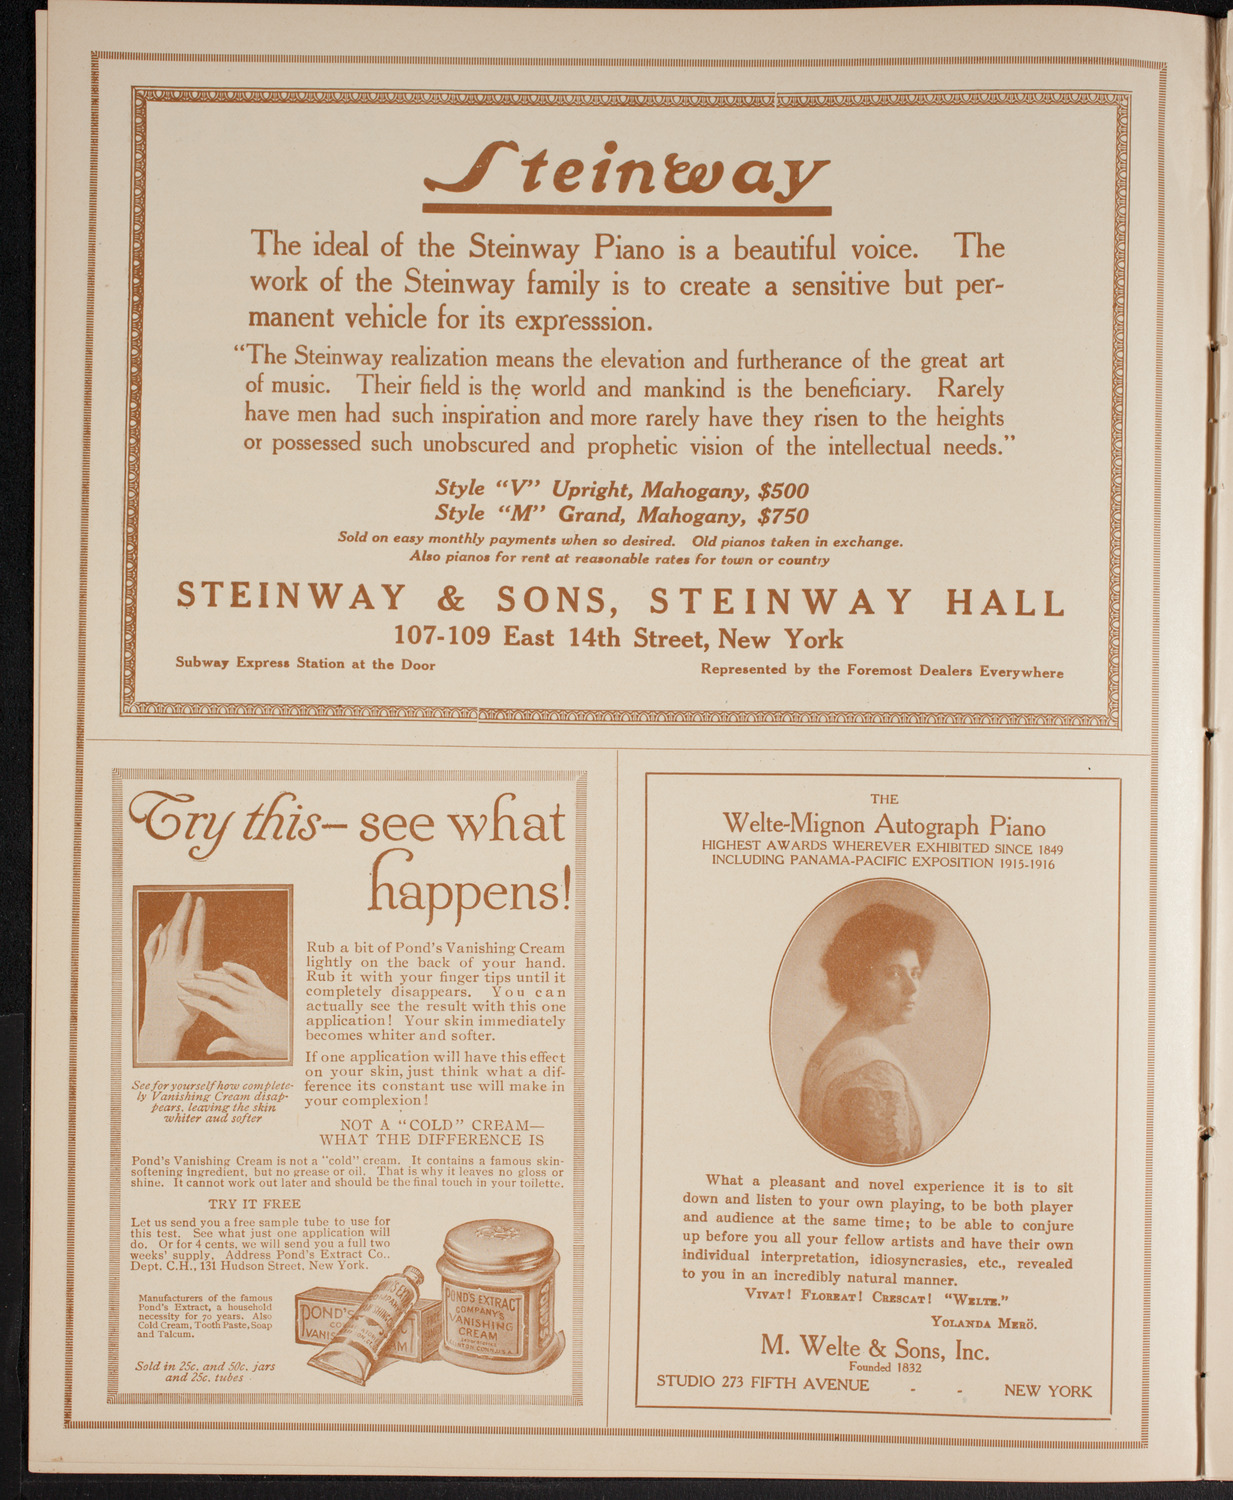 Steinway
The ideal of the Steinway Piano is a beautiful voice. The
work of the Steinway family is to create a sensitive but per-
manent vehicle for its expresssion.
“The Steinway realization means the elevation and furtherance of the great art
of music. Their field is the world and mankind is the beneficiary. Rarely
have men had such inspiration and more rarely have they risen to the heights
or possessed such unobscured and prophetic vision of the intellectual needs.”
Style “V” Upright, Mahogany, $500
Style “M” Grand, Mahogany, $750
Sold on easy monthly payments when so desired. Old pianos taken in exchange.
Also pianos for rent at reasonable rates for town or country
STEINWAY & SONS, STEINWAY HALL
107-109 East 14th Street, New York
Subway Express Station at the Door
Represented by the Foremost Dealers Everywhere
Try this—see what
happens!
Rub a bit of Pond's Vanishing Cream
lightly on the back of your hand.
Rub it with your finger tips until it
completely disappears. You can
actually see the result with this one
application! Your skin immediately
becomes whiter and softer.
If one application will have this effect
on your skin, just think what a dif-
ference its constant use will make in
your complexion!
See for yourself how complete-
ly Vanishing Cream disap-
pears, leaving the skin
whiter and softer
NOT A “COLD” CREAM—
WHAT THE DIFFERENCE IS
Pond's Vanishing Cream is not a “cold” cream. It contains a famous skin-
softening ingredient, but no grease or oil. That is why it leaves no gloss or
shine. It cannot work out later and should be the final touch in your toilette.
TRY IT FREE
Let us send you a free sample tube to use for
this test. See what just one application will
do. Or for 4 cents, we will send you a full two
weeks' supply. Address Pond's Extract Co..
Dept. C.H., 131 Hudson Street, New York.
Manufacturers of the famous
Pond's Extract, a household
necessity for 70 years. Also
Cold Cream, Tooth Paste, Soap
and Talcum.
Sold in 25c. and 50c. jars
and 25c. tubes
POND'S
VANIS
POND'S EXTRACT
COMPANY'S
VANISHING
CREAM
THE
Welte-Mignon Autograph Piano
HIGHEST AWARDS WHEREVER EXHIBITED SINCE 1849
INCLUDING PANAMA-PACIFIC EXPOSITION 1915-1916
What a pleasant and novel experience it is to sit
down and listen to your own playing, to be both player
and audience at the same time; to be able to conjure
up before you all your fellow artists and have their own
individual interpretation, idiosyncrasies, etc., revealed
to you in an incredibly natural manner.
VIVAT! FLOREAT! CRESCAT! “WELTE.”
YOLANDA MERÖ.
M. Welte & Sons, Inc.
Founded 1832
STUDIO 273 FIFTH AVENUE - - NEW YORK